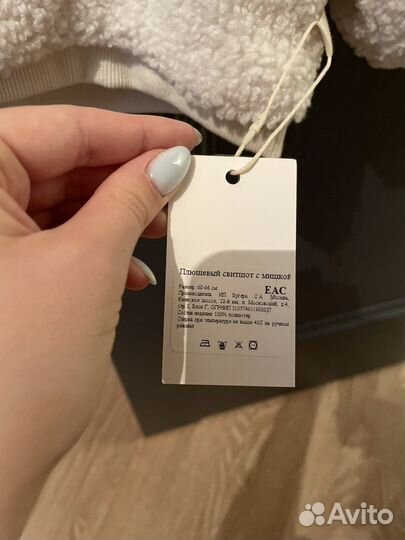 Плюшевый свитшот с мишкой
Размер: 60-66 см
EAC
Производитель ИП Бугера С.А. Москва,
Киевское шоссе, 22-й км, п. Московский, д.4,
стр 2, Блок Г, ОГРНИП 310774611900037
Состав изделия: 100% полиэстер
Стирка при температуре не выше 40С на ручном
режиме
Avito